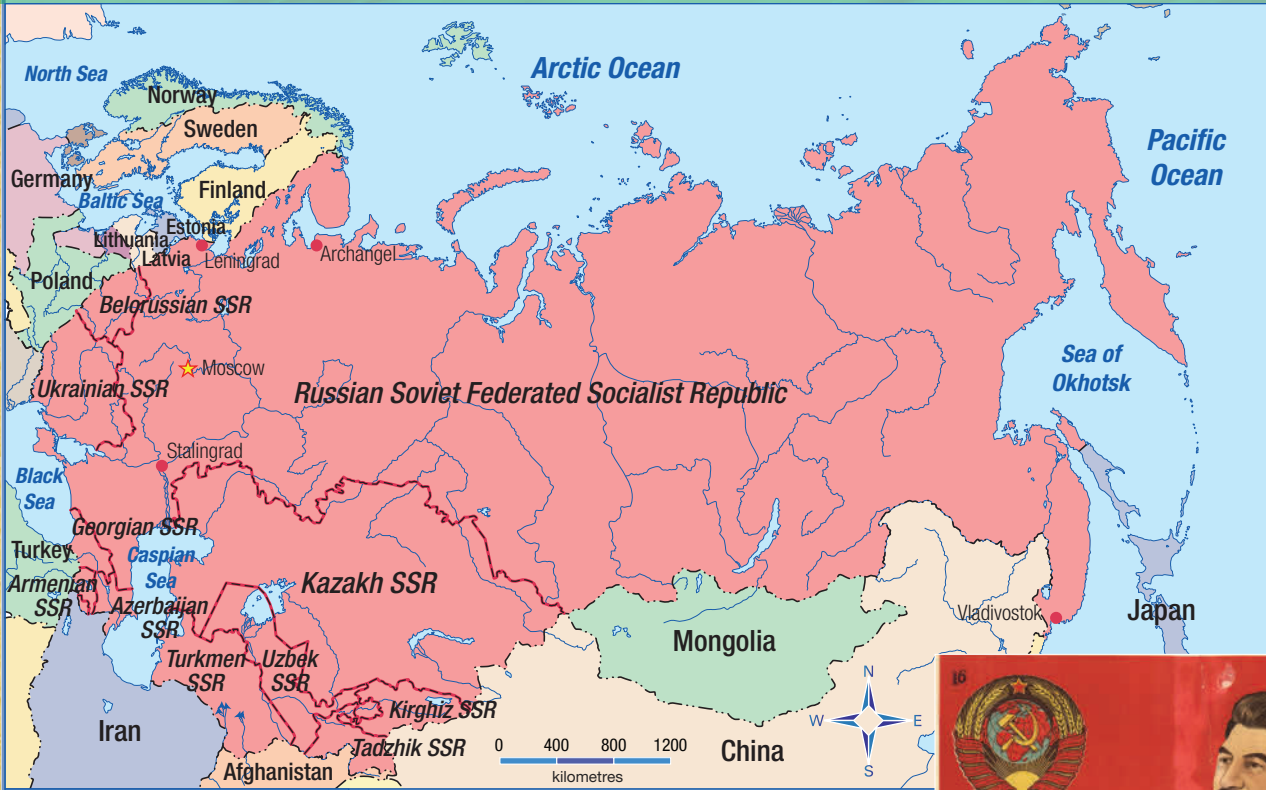 North Sea
Arctic Ocean
Norway
Sweden
Pacific
Ocean
Germany
Baltic Sea
Finland
Estonia
Lithuania
Latvia
Leningrad
Archangel
Poland
Belorussian SSR
Moscow
Sea of
Okhotsk
Ukrainian SSR
Russian Soviet Federated Socialist Republic
Stalingrad
Black
Sea
Georgian SSR
Turkey
Caspian
Sea
Armenian
SSR
Kazakh SSR
Azerbaijan
SSR
Vladivostok
Japan
Mongolia
Turkmen
SSR
Uzbek
SSR
Kirghiz SSR
Iran
Tadzhik SSR
Afghanistan
0 400 800 1200
kilometres
China
N
W E
S
16